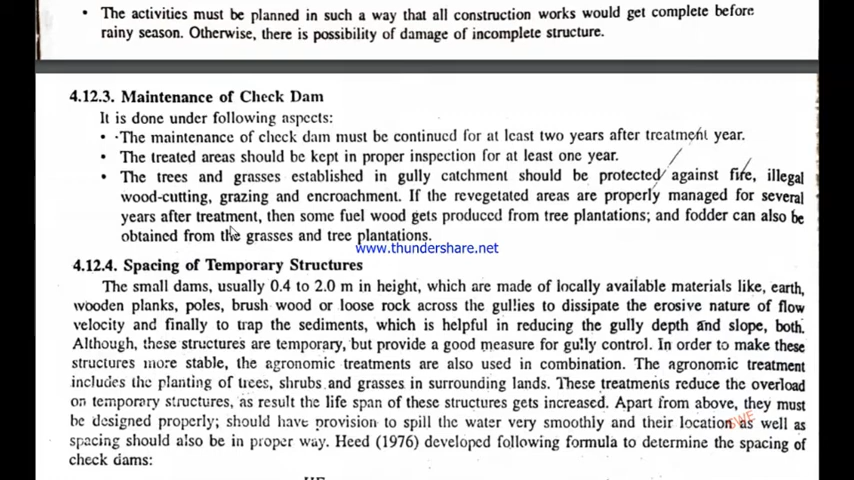 • The activities must be planned in such a way that all construction works would get complete before
rainy season. Otherwise, there is possibility of damage of incomplete structure.
4.12.3. Maintenance of Check Dam
It is done under following aspects:
• The maintenance of check dam must be continued for at least two years after treatment year.
• The treated areas should be kept in proper inspection for at least one year.
• The trees and grasses established in gully catchment should be protected against fire, illegal
wood-cutting, grazing and encroachment. If the revegetated areas are properly managed for several
years after treatment, then some fuel wood gets produced from tree plantations; and fodder can also be
obtained from the grasses and tree plantations.
www.thundershare.net
4.12.4. Spacing of Temporary Structures
The small dams, usually 0.4 to 2.0 m in height, which are made of locally available materials like, earth,
wooden planks, poles, brush wood or loose rock across the gullies to dissipate the erosive nature of flow
velocity and finally to trap the sediments, which is helpful in reducing the gully depth and slope, both.
Although, these structures are temporary, but provide a good measure for gully control. In order to make these
structures more stable, the agronomic treatments are also used in combination. The agronomic treatment
includes the planting of trees, shrubs and grasses in surrounding lands. These treatments reduce the overload
on temporary structures, as result the life span of these structures gets increased. Apart from above, they must
be designed properly; should have provision to spill the water very smoothly and their location as well as
SWE
spacing should also be in proper way. Heed (1976) developed following formula to determine the spacing of
check dams: